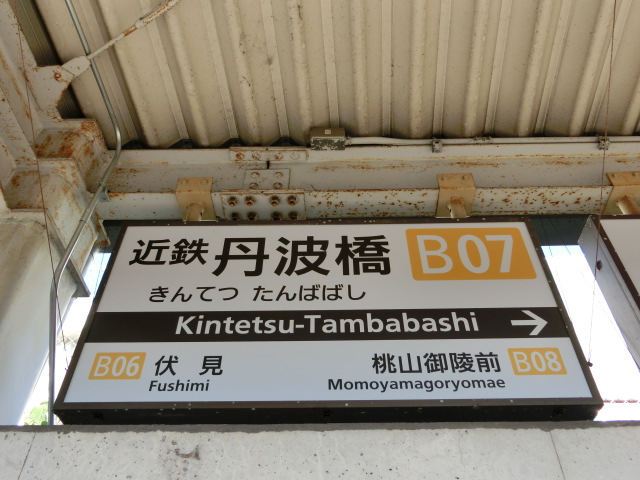 近鉄 丹波橋 B07
きんてつ たんばばし
Kintetsu-Tambabashi →
B06 伏見 桃山御陵前 B08
Fushimi Momoyamagoryomae